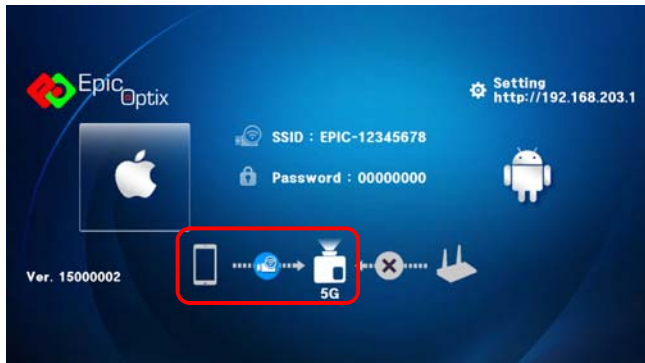 Epic
Optix
Setting
http://192.168.203.1
SSID : EPIC-12345678
Password : 00000000
Ver. 15000002
5G